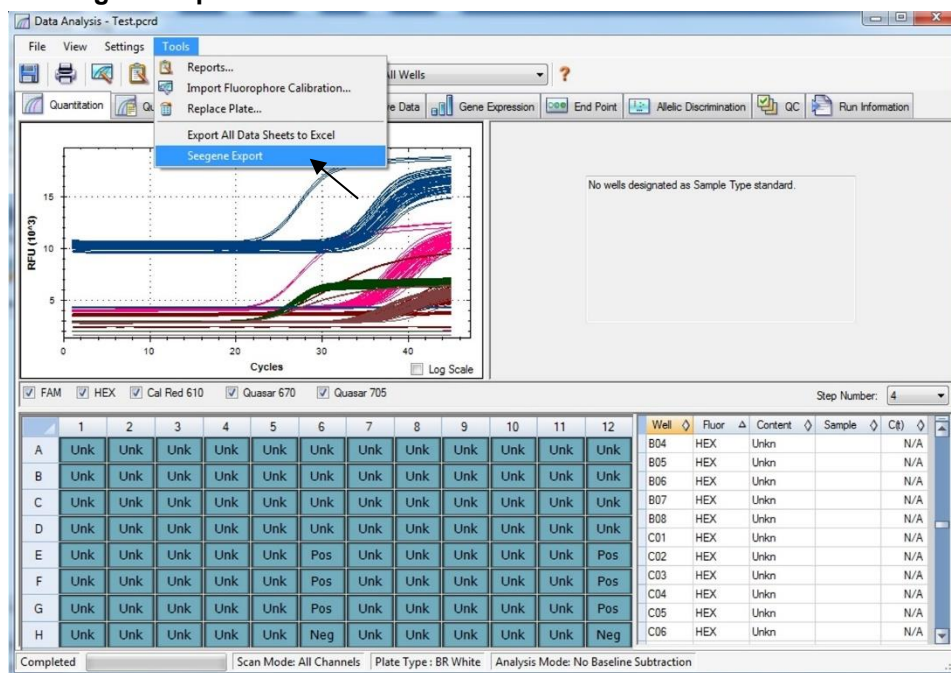 Data Analysis - Test.pcrd
File View Settings Tools
Reports...
Import Fluorophore Calibration...
Replace Plate...
Export All Data Sheets to Excel
Seegene Export
All Wells
?
Quantitation Qu ve Data Gene Expression End Point Allelic Discrimination QC Run Information
RFU (10^3)
15
10
5
0 10 20 30 40
Cycles
Log Scale
No wells designated as Sample Type standard.
FAM HEX Cal Red 610 Quasar 670 Quasar 705
Step Number: 4
1 2 3 4 5 6 7 8 9 10 11 12
A Unk Unk Unk Unk Unk Unk Unk Unk Unk Unk Unk Unk
B Unk Unk Unk Unk Unk Unk Unk Unk Unk Unk Unk Unk
C Unk Unk Unk Unk Unk Unk Unk Unk Unk Unk Unk Unk
D Unk Unk Unk Unk Unk Unk Unk Unk Unk Unk Unk Unk
E Unk Unk Unk Unk Unk Pos Unk Unk Unk Unk Unk Pos
F Unk Unk Unk Unk Unk Pos Unk Unk Unk Unk Unk Pos
G Unk Unk Unk Unk Unk Pos Unk Unk Unk Unk Unk Pos
H Unk Unk Unk Unk Unk Neg Unk Unk Unk Unk Unk Neg
Well Fluor Content Sample C(t)
B04 HEX Unkn N/A
B05 HEX Unkn N/A
B06 HEX Unkn N/A
B07 HEX Unkn N/A
B08 HEX Unkn N/A
C01 HEX Unkn N/A
C02 HEX Unkn N/A
C03 HEX Unkn N/A
C04 HEX Unkn N/A
C05 HEX Unkn N/A
C06 HEX Unkn N/A
Completed Scan Mode: All Channels Plate Type : BR White Analysis Mode: No Baseline Subtraction